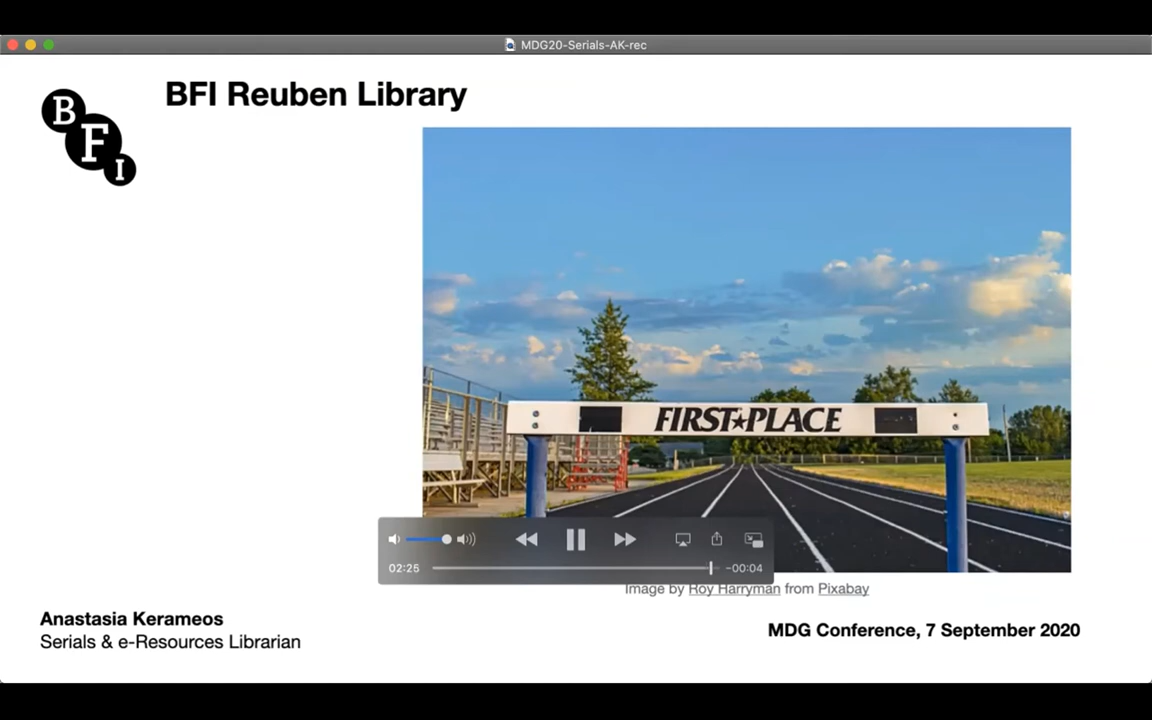 MDG20-Serials-AK-rec
BFI
BFI Reuben Library
FIRST★PLACE
02:25
-00:04
Image by Roy Harryman from Pixabay
Anastasia Kerameos
Serials & e-Resources Librarian
MDG Conference, 7 September 2020